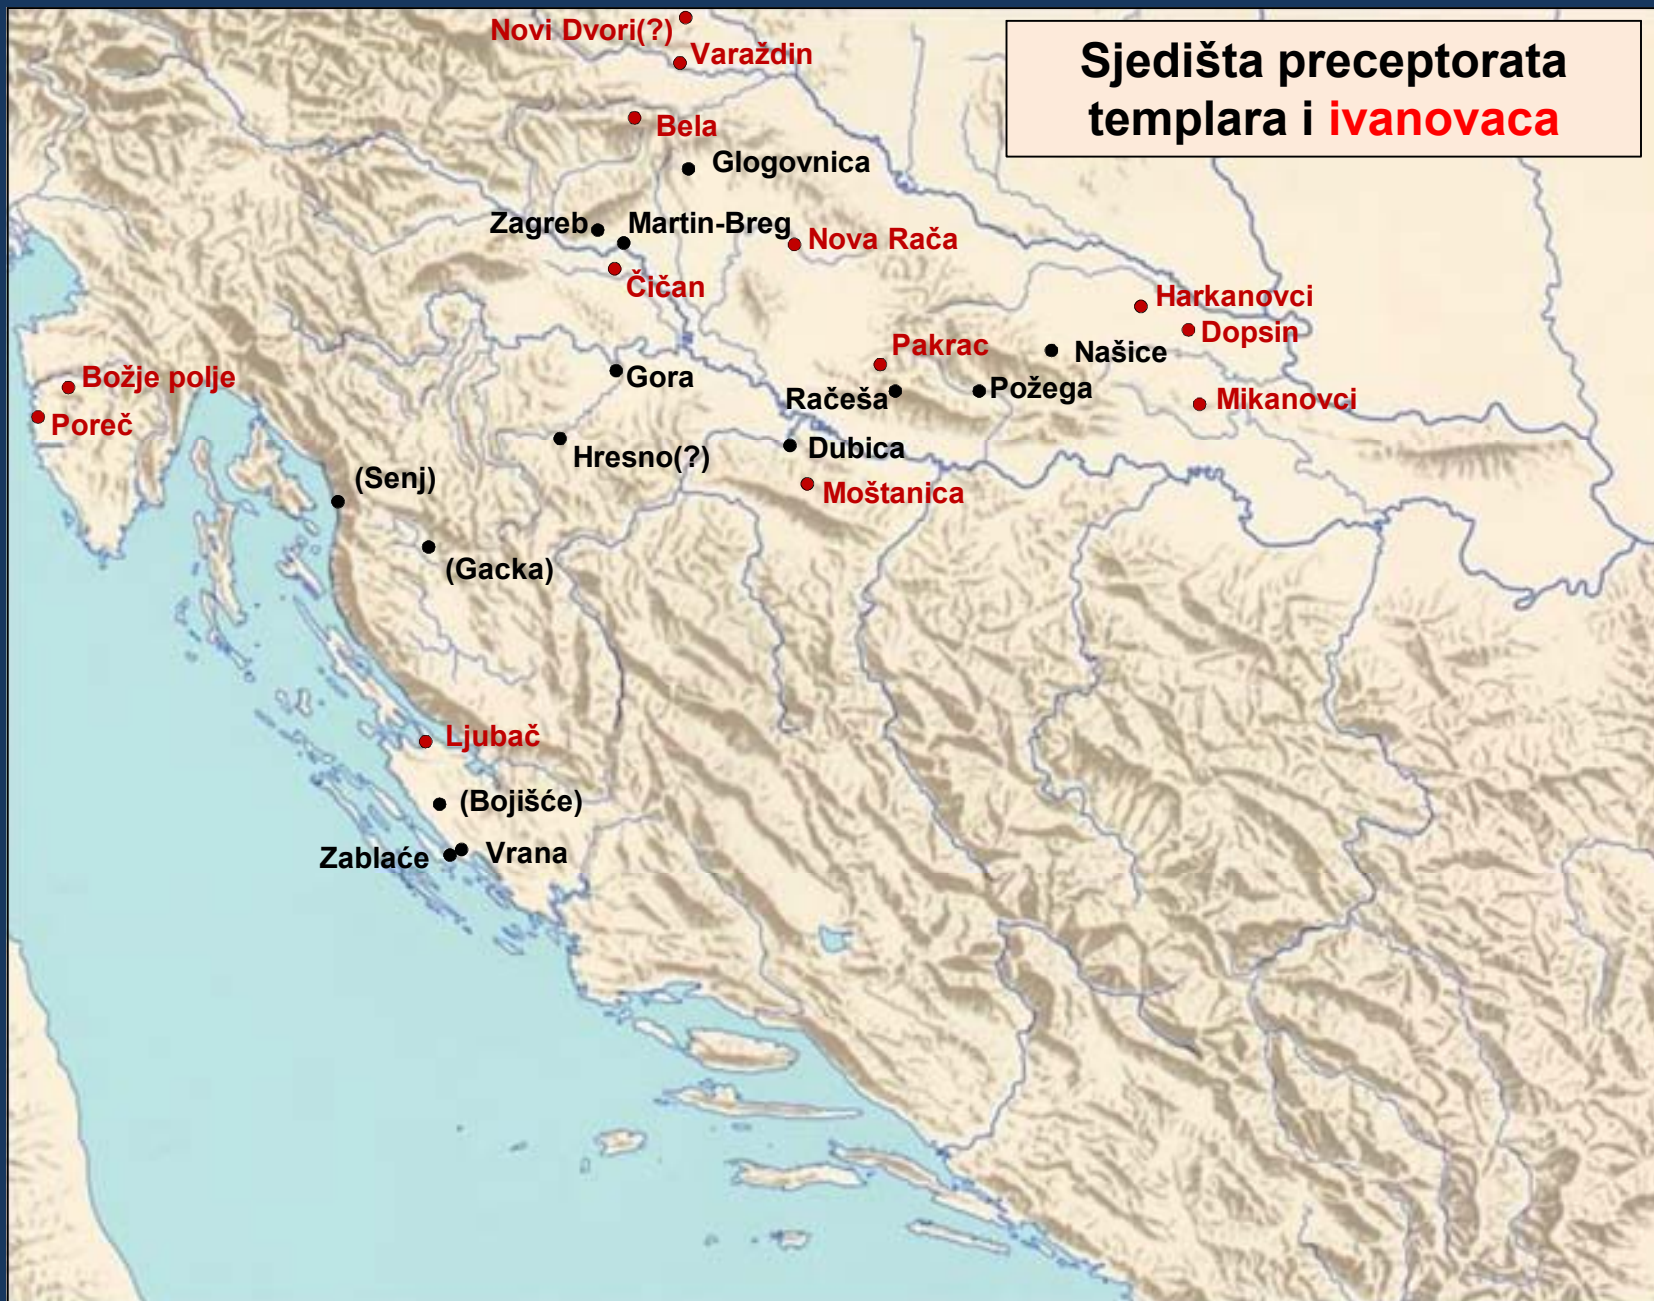 Sjedišta preceptorata
templara i ivanovaca
Novi Dvori(?)
Varaždin
Bela
Glogovnica
Zagreb
Martin-Breg
Nova Rača
Čičan
Harkanovci
Dopsin
Pakrac
Našice
Božje polje
Gora
Račeša
Požega
Mikanovci
Poreč
Hresno(?)
Dubica
(Senj)
Moštanica
(Gacka)
Ljubač
(Bojišće)
Zablaće
Vrana